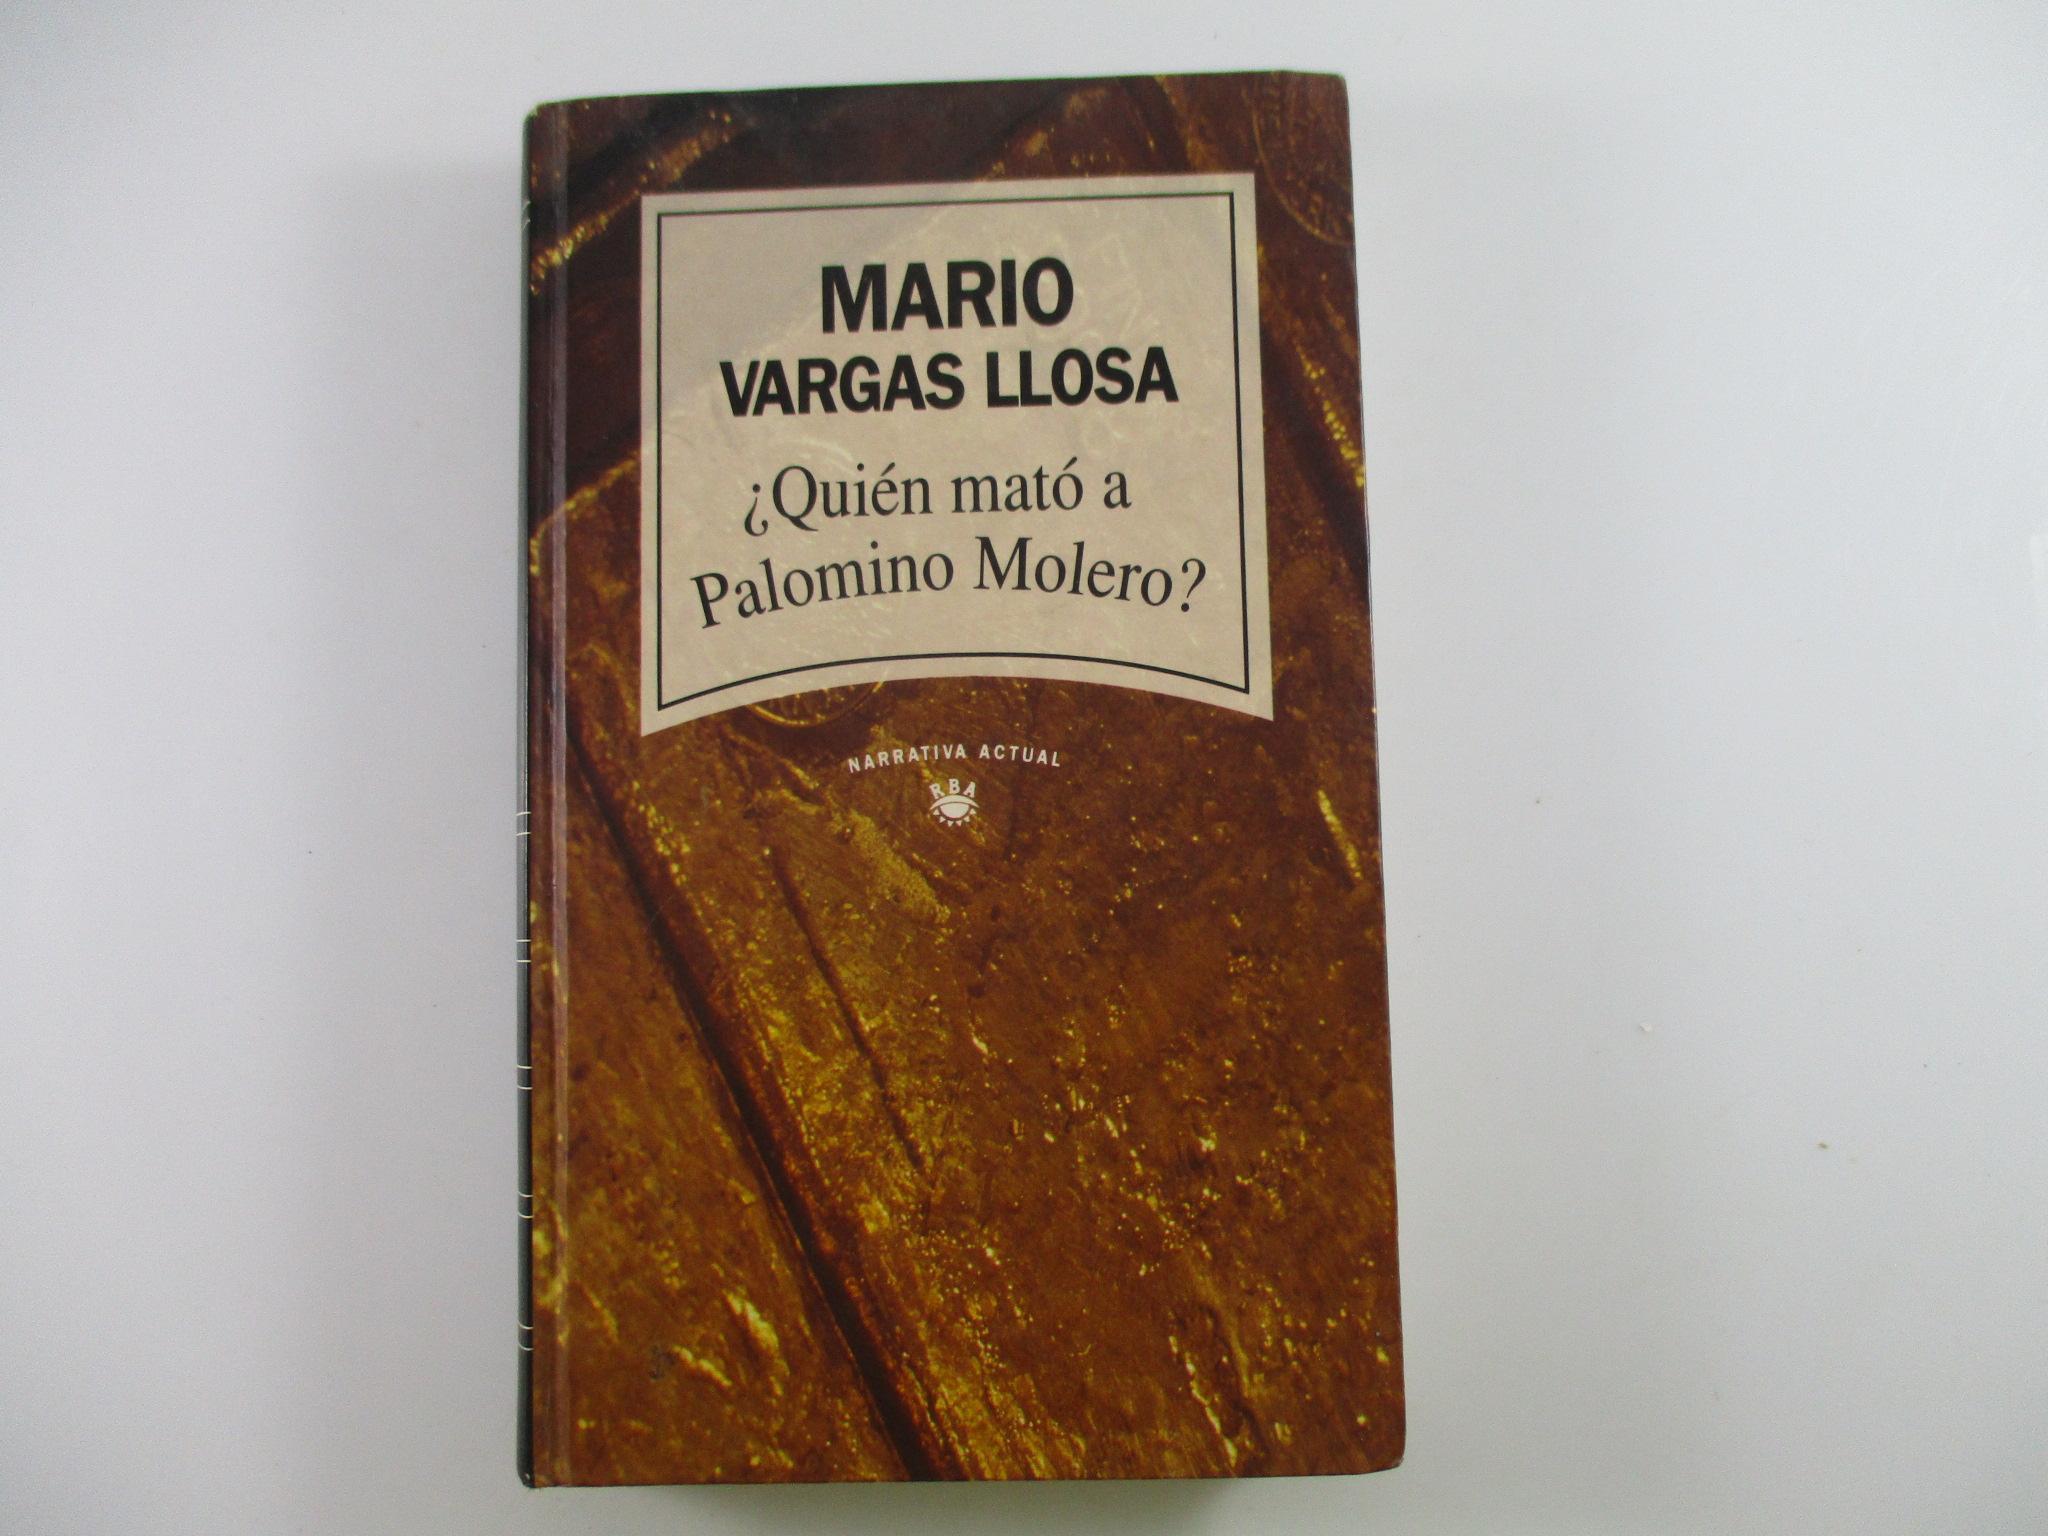 MARIO
VARGAS LLOSA
¿Quién mató a
Palomino Molero?
NARRATIVA ACTUAL
RBA